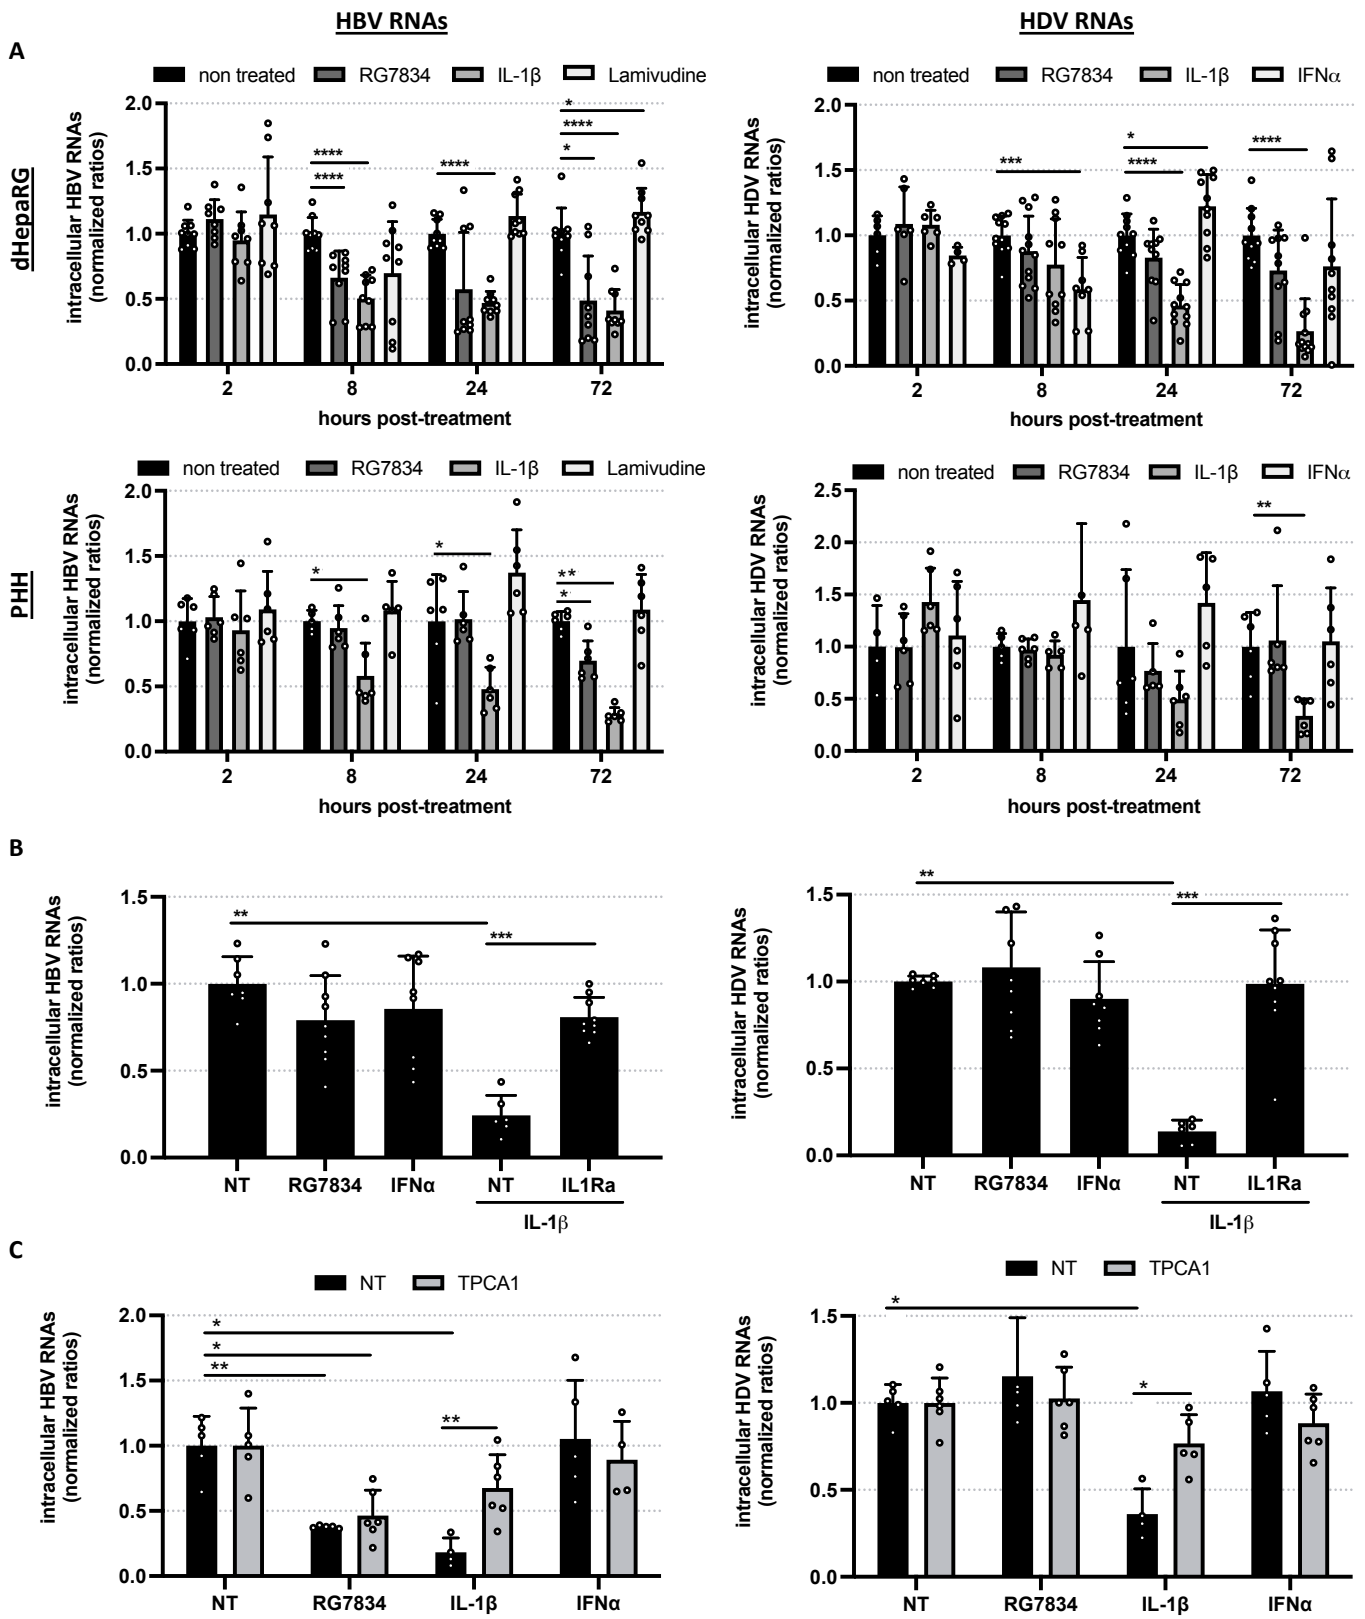 HBV RNAs
HDV RNAs
A
dHepaRG
non treated RG7834 IL-1β Lamivudine
intracellular HBV RNAs
(normalized ratios)
2.0
1.5
1.0
0.5
0.0
**** **** **** * **** *
2 8 24 72
hours post-treatment
non treated RG7834 IL-1β IFNα
intracellular HDV RNAs
(normalized ratios)
2.0
1.5
1.0
0.5
0.0
*** * **** ****
2 8 24 72
hours post-treatment
PHH
non treated RG7834 IL-1β Lamivudine
intracellular HBV RNAs
(normalized ratios)
2.0
1.5
1.0
0.5
0.0
* * ** *
2 8 24 72
hours post-treatment
non treated RG7834 IL-1β IFNα
intracellular HDV RNAs
(normalized ratios)
2.5
2.0
1.5
1.0
0.5
0.0
**
2 8 24 72
hours post-treatment
B
intracellular HBV RNAs
(normalized ratios)
1.5
1.0
0.5
0.0
** ***
NT RG7834 IFNα NT IL1Ra
IL-1β
intracellular HDV RNAs
(normalized ratios)
1.5
1.0
0.5
0.0
** ***
NT RG7834 IFNα NT IL1Ra
IL-1β
C
NT TPCA1
intracellular HBV RNAs
(normalized ratios)
2.0
1.5
1.0
0.5
0.0
*
*
**
**
NT RG7834 IL-1β IFNα
NT TPCA1
intracellular HDV RNAs
(normalized ratios)
1.5
1.0
0.5
0.0
*
*
NT RG7834 IL-1β IFNα